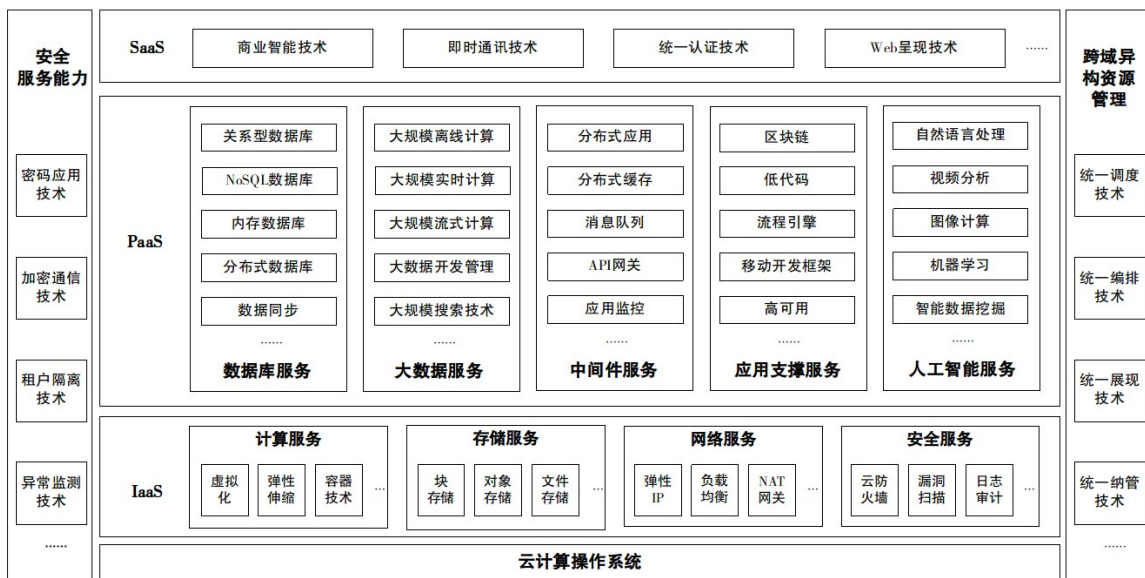 安全
服务能力
密码应用
技术
加密通信
技术
租户隔离
技术
异常监测
技术
……
SaaS
商业智能技术
即时通讯技术
统一认证技术
Web呈现技术
……
PaaS
关系型数据库
NoSQL数据库
内存数据库
分布式数据库
数据同步
……
数据库服务
大规模离线计算
大规模实时计算
大规模流式计算
大数据开发管理
大规模搜索技术
……
大数据服务
分布式应用
分布式缓存
消息队列
API网关
应用监控
……
中间件服务
区块链
低代码
流程引擎
移动开发框架
高可用
……
应用支撑服务
自然语言处理
视频分析
图像计算
机器学习
智能数据挖掘
……
人工智能服务
IaaS
计算服务
虚拟
化
弹性
伸缩
容器
技术
…
存储服务
块
存储
对象
存储
文件
存储
…
网络服务
弹性
IP
负载
均衡
NAT
网关
…
安全服务
云防
火墙
漏洞
扫描
日志
审计
…
云计算操作系统
跨域异
构资源
管理
统一调度
技术
统一编排
技术
统一展现
技术
统一纳管
技术
……